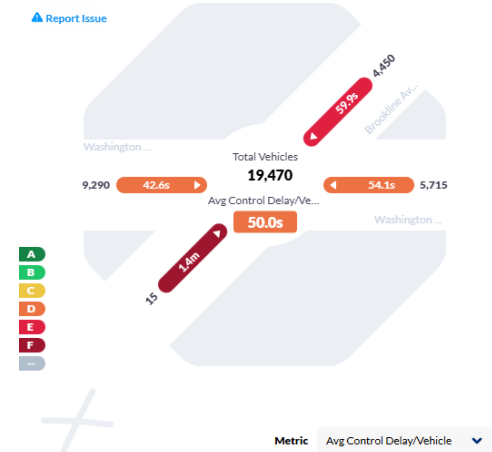 Report Issue
4,450
59.9s
Brookline Av...
Washington ...
Total Vehicles
19,470
9,290
42.6s
54.1s
5,715
Avg Control Delay/Ve...
50.0s
Washington ...
1.4m
15
A
B
C
D
E
F
--
Metric
Avg Control Delay/Vehicle